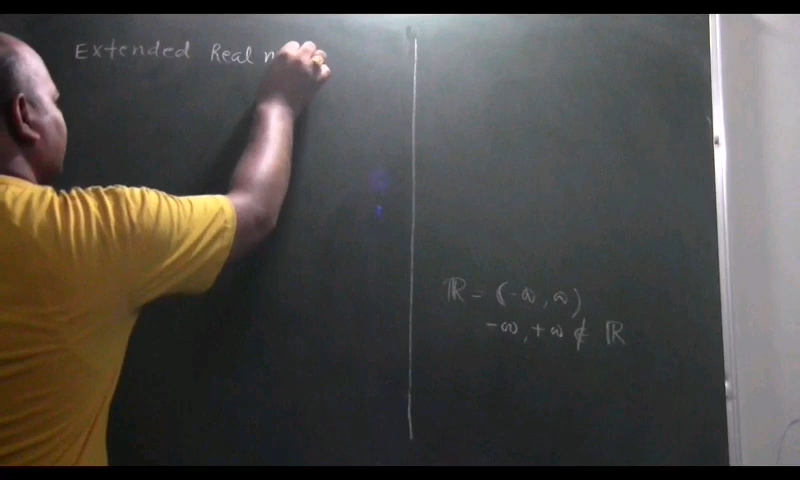 Extended Real n
ℝ = (-∞, ∞)
-∞, +∞ ∉ ℝ